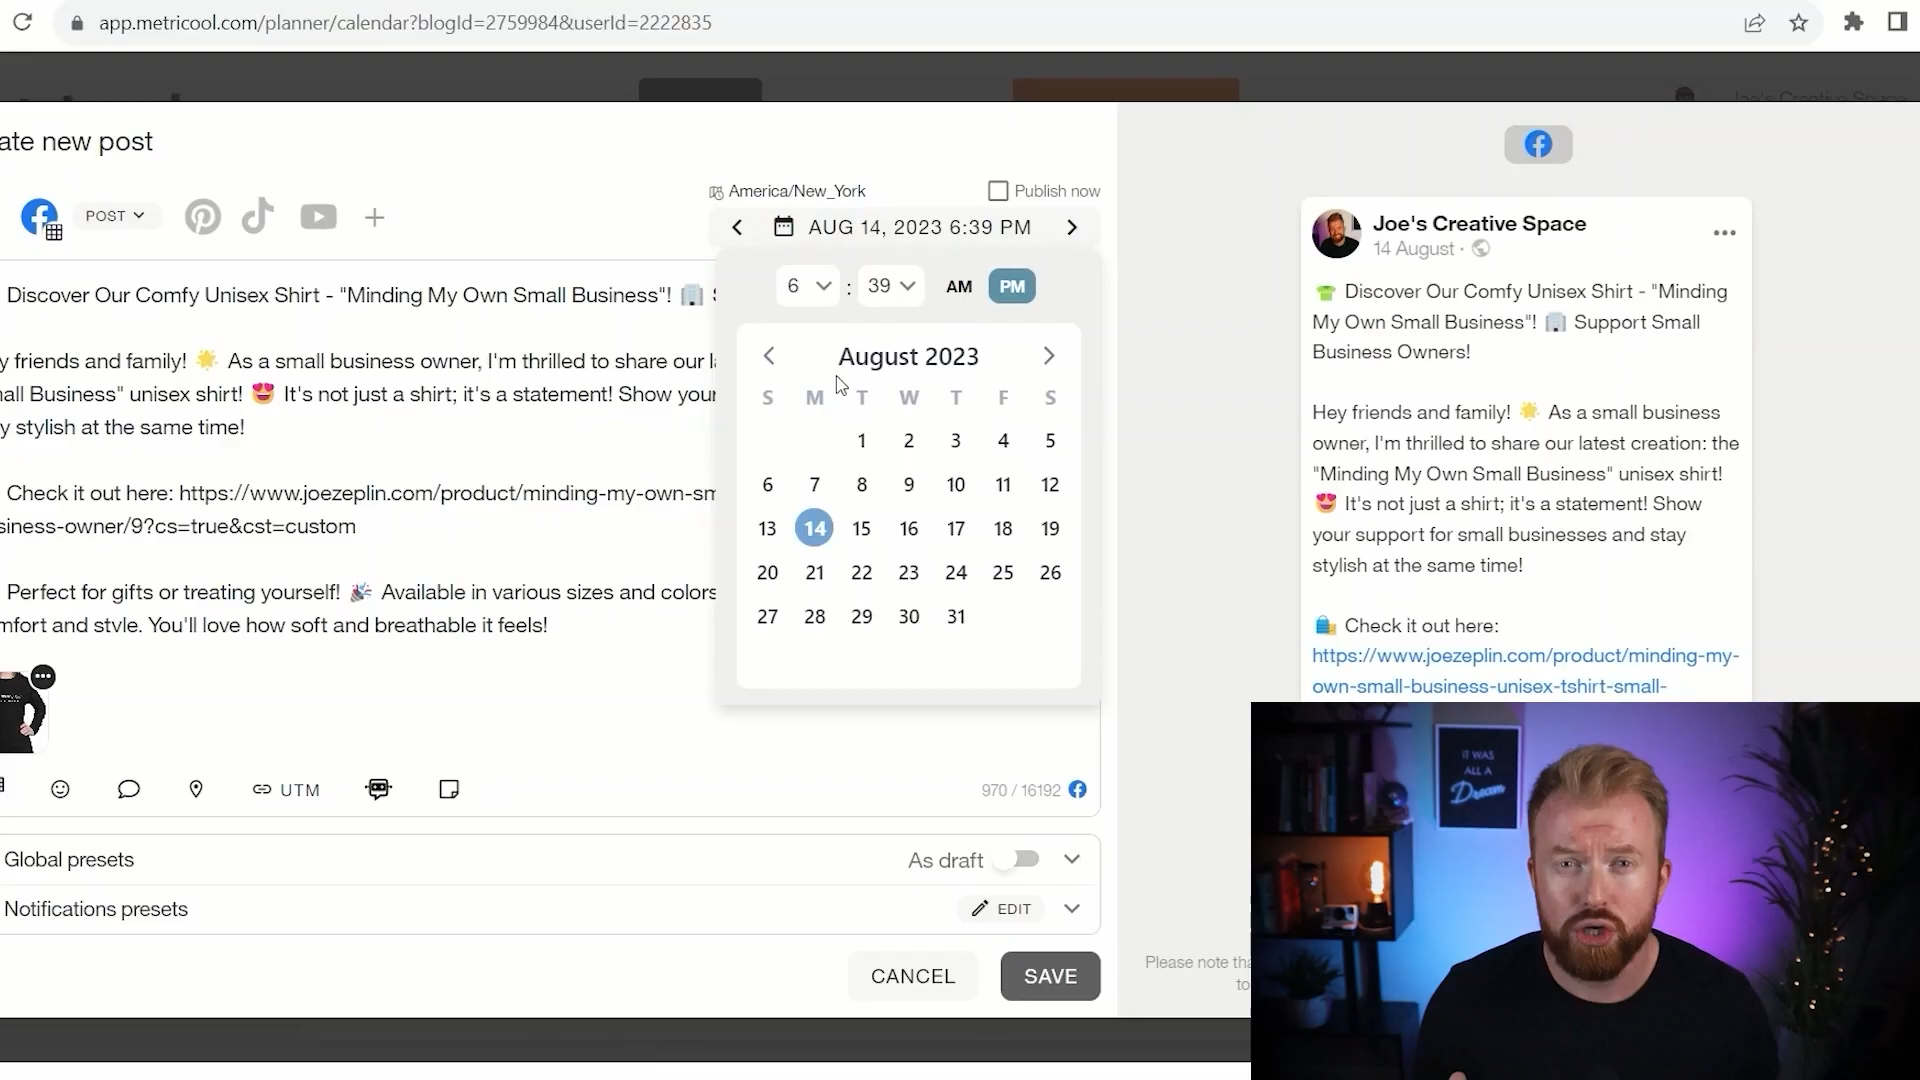 app.metricool.com/planner/calendar?blogId=2759984&userId=2222835
ate new post
POST
America/New_York
Publish now
AUG 14, 2023 6:39 PM
6 : 39 AM PM
August 2023
S M T W T F S
1 2 3 4 5
6 7 8 9 10 11 12
13 14 15 16 17 18 19
20 21 22 23 24 25 26
27 28 29 30 31
Discover Our Comfy Unisex Shirt - "Minding My Own Small Business"! 🏢
y friends and family! 🌟 As a small business owner, I'm thrilled to share our l
all Business" unisex shirt! 😍 It's not just a shirt; it's a statement! Show your
y stylish at the same time!
Check it out here: https://www.joezeplin.com/product/minding-my-own-sm
siness-owner/9?cs=true&cst=custom
Perfect for gifts or treating yourself! 🎉 Available in various sizes and colors
mfort and style. You'll love how soft and breathable it feels!
UTM
970 / 16192
Global presets
As draft
Notifications presets
EDIT
CANCEL
SAVE
Joe's Creative Space
14 August ·
👕 Discover Our Comfy Unisex Shirt - "Minding
My Own Small Business"! 🏢 Support Small
Business Owners!
Hey friends and family! 🌟 As a small business
owner, I'm thrilled to share our latest creation: the
"Minding My Own Small Business" unisex shirt!
😍 It's not just a shirt; it's a statement! Show
your support for small businesses and stay
stylish at the same time!
🛍️ Check it out here:
https://www.joezeplin.com/product/minding-my-
own-small-business-unisex-tshirt-small-
Please note tha
to
IT WAS
ALL A
Dream